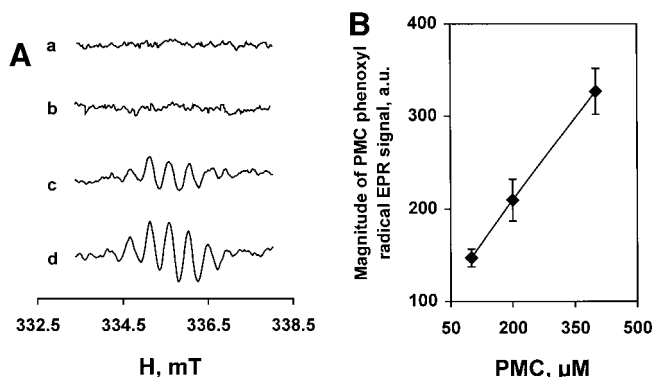 A
a
b
c
d
332.5 334.5 336.5 338.5
H, mT
B
Magnitude of PMC phenoxyl
radical EPR signal, a.u.
400
300
200
100
50 200 350 500
PMC, µM